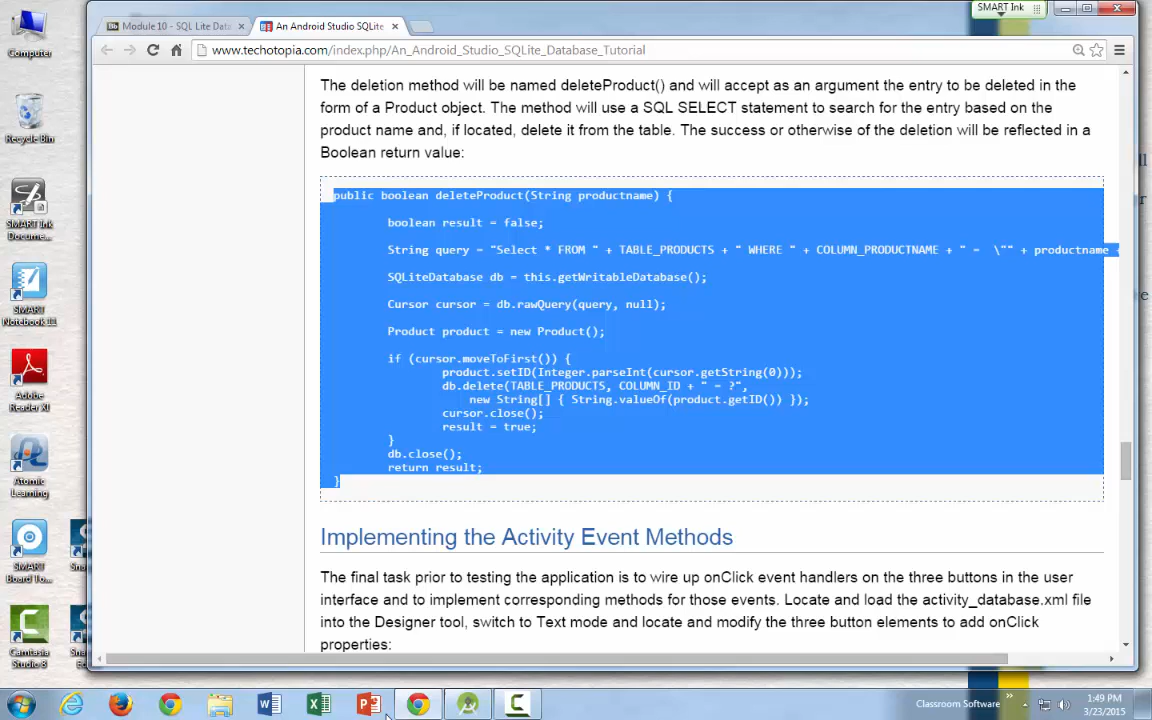 SMART Ink
Module 10 - SQL Lite Dat
An Android Studio SQLite
www.techotopia.com/index.php/An_Android_Studio_SQLite_Database_Tutorial
Computer
Recycle Bin
SMART Ink
Docume...
SMART
Notebook 11
Adobe
Reader XI
Atomic
Learning
SMART
Board To...
Camtasia
Studio 8
The deletion method will be named deleteProduct() and will accept as an argument the entry to be deleted in the
form of a Product object. The method will use a SQL SELECT statement to search for the entry based on the
product name and, if located, delete it from the table. The success or otherwise of the deletion will be reflected in a
Boolean return value:
public boolean deleteProduct(String productname) {
boolean result = false;
String query = "Select * FROM " + TABLE_PRODUCTS + " WHERE " + COLUMN_PRODUCTNAME + " =  \"" + productname +
SQLiteDatabase db = this.getWritableDatabase();
Cursor cursor = db.rawQuery(query, null);
Product product = new Product();
if (cursor.moveToFirst()) {
product.setID(Integer.parseInt(cursor.getString(0)));
db.delete(TABLE_PRODUCTS, COLUMN_ID + " = ?",
new String[] { String.valueOf(product.getID()) });
cursor.close();
result = true;
}
db.close();
return result;
}
Implementing the Activity Event Methods
The final task prior to testing the application is to wire up onClick event handlers on the three buttons in the user
interface and to implement corresponding methods for those events. Locate and load the activity_database.xml file
into the Designer tool, switch to Text mode and locate and modify the three button elements to add onClick
properties:
Classroom Software
1:49 PM
3/23/2015